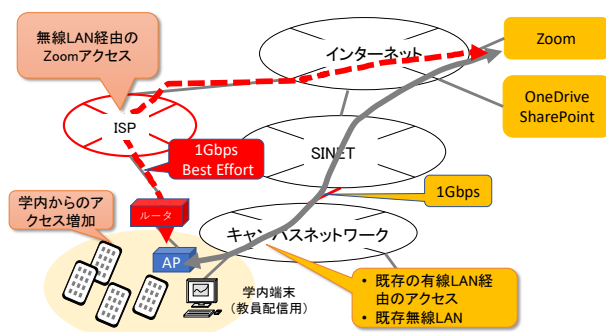 無線LAN経由の
Zoomアクセス
インターネット
Zoom
OneDrive
SharePoint
ISP
SINET
1Gbps
Best Effort
1Gbps
学内からのアク
セス増加
ルータ
キャンパスネットワーク
AP
学内端末
(教員配信用)
• 既存の有線LAN経
由のアクセス
• 既存無線LAN